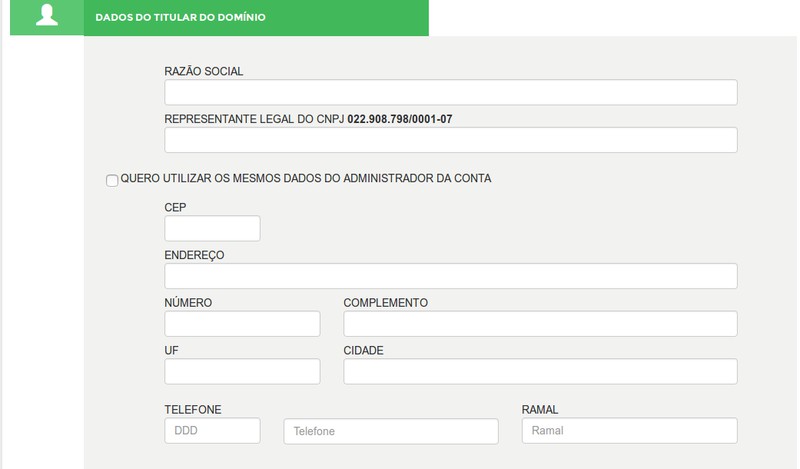 DADOS DO TITULAR DO DOMÍNIO
RAZÃO SOCIAL
REPRESENTANTE LEGAL DO CNPJ 022.908.798/0001-07
QUERO UTILIZAR OS MESMOS DADOS DO ADMINISTRADOR DA CONTA
CEP
ENDEREÇO
NÚMERO COMPLEMENTO
UF CIDADE
TELEFONE RAMAL
DDD Telefone Ramal